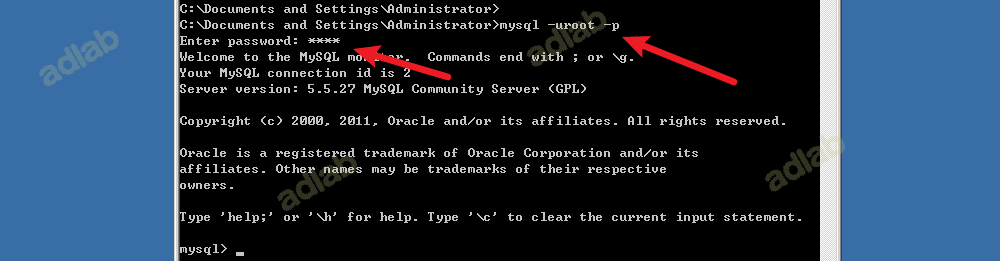 C:\Documents and Settings\Administrator>
C:\Documents and Settings\Administrator>mysql -uroot -p
Enter password: ****
Welcome to the MySQL monitor.  Commands end with ; or \g.
Your MySQL connection id is 2
Server version: 5.5.27 MySQL Community Server (GPL)
Copyright (c) 2000, 2011, Oracle and/or its affiliates. All rights reserved.
Oracle is a registered trademark of Oracle Corporation and/or its
affiliates. Other names may be trademarks of their respective
owners.
Type 'help;' or '\h' for help. Type '\c' to clear the current input statement.
mysql> _
adlab
adlab
adlab
adlab